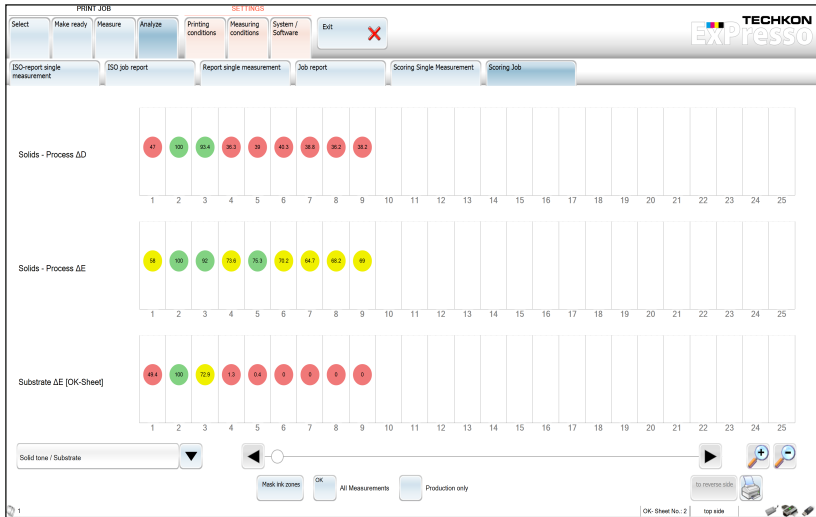 PRINT JOB
SETTINGS
Select
Make ready
Measure
Analyze
Printing
conditions
Measuring
conditions
System /
Software
Exit
TECHKON
ExPresso
ISO-report single
measurement
ISO job report
Report single measurement
Job report
Scoring Single Measurement
Scoring Job
Solids - Process ΔD
47 100 93.4 36.3 39 40.3 38.8 36.2 38.2
1 2 3 4 5 6 7 8 9 10 11 12 13 14 15 16 17 18 19 20 21 22 23 24 25
Solids - Process ΔE
58 100 92 73.6 75.3 70.2 64.7 68.2 69
1 2 3 4 5 6 7 8 9 10 11 12 13 14 15 16 17 18 19 20 21 22 23 24 25
Substrate ΔE [OK-Sheet]
49.4 100 72.9 1.3 0.4 0 0 0 0
1 2 3 4 5 6 7 8 9 10 11 12 13 14 15 16 17 18 19 20 21 22 23 24 25
Solid tone / Substrate
Mask ink zones
OK
All Measurements
Production only
to reverse side
1
OK- Sheet No.: 2
top side